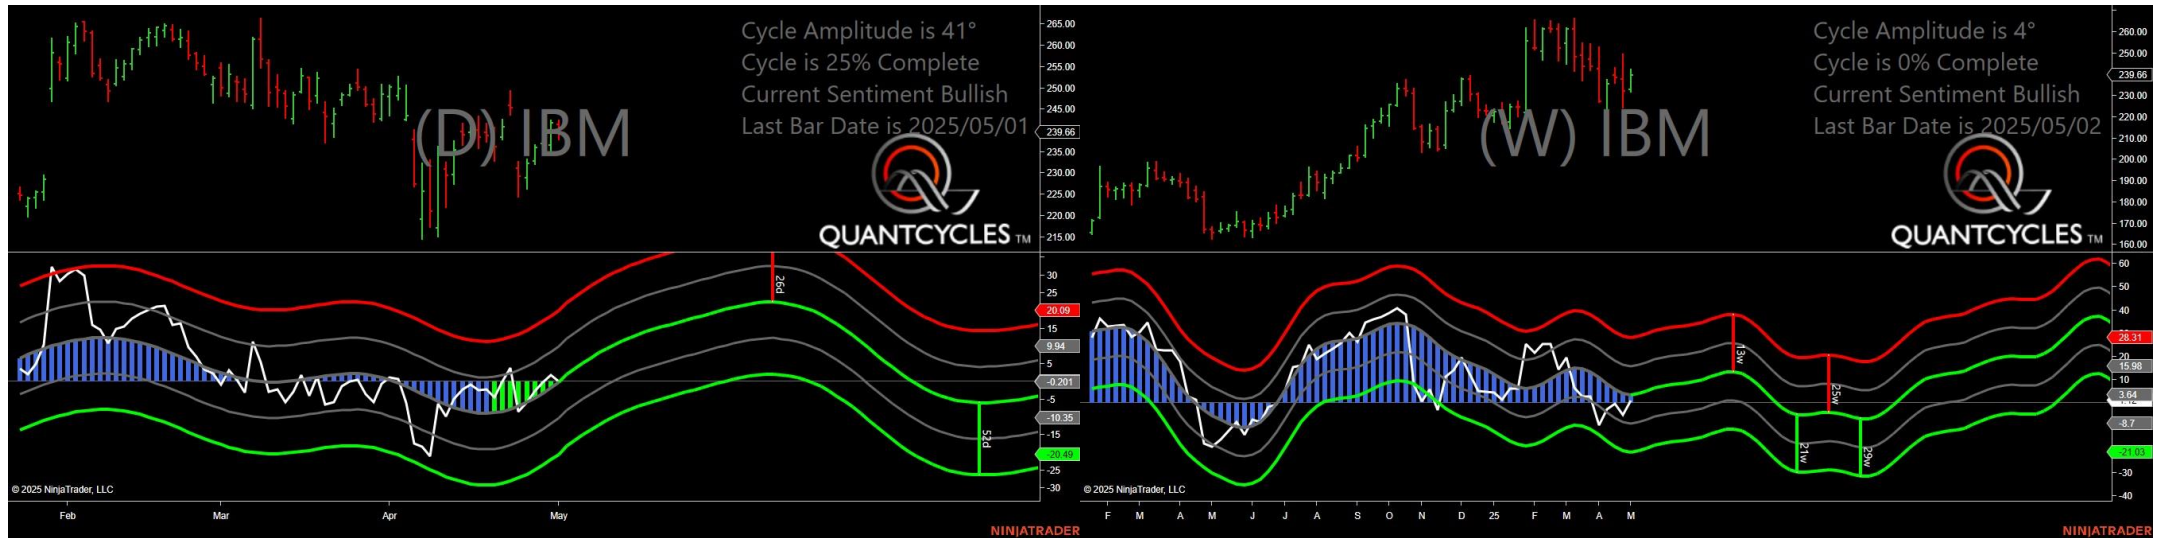 Cycle Amplitude is 41°
Cycle is 25% Complete
Current Sentiment Bullish
Last Bar Date is 2025/05/01
(D) IBM
QUANTCYCLES TM
265.00
260.00
255.00
250.00
245.00
239.66
235.00
230.00
225.00
220.00
215.00
26d
52d
30
25
20.09
15
9.94
5
-0.201
-5
-10.35
-15
-20.49
-25
-30
© 2025 NinjaTrader, LLC
Feb Mar Apr May
NINJATRADER
Cycle Amplitude is 4°
Cycle is 0% Complete
Current Sentiment Bullish
Last Bar Date is 2025/05/02
(W) IBM
QUANTCYCLES TM
260.00
250.00
239.66
230.00
220.00
210.00
200.00
190.00
180.00
170.00
160.00
13w
25w
21w
29w
60
50
40
28.31
20
15.98
10
3.64
-8.7
-21.03
-30
-40
© 2025 NinjaTrader, LLC
F M A M J J A S O N D 25 F M A M
NINJATRADER